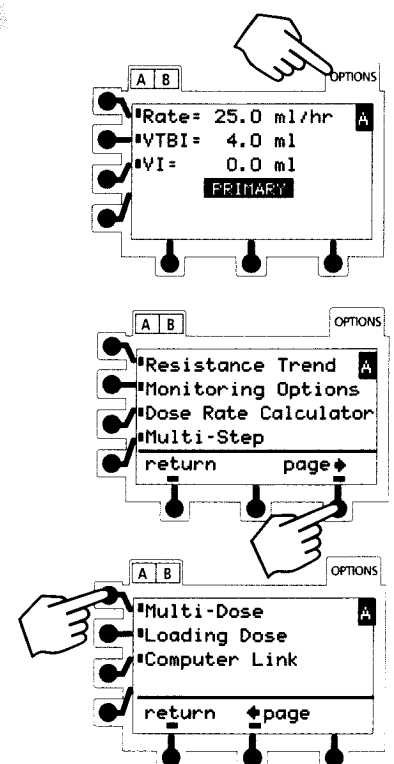 A B
OPTIONS
Rate= 25.0 ml/hr A
VTBI= 4.0 ml
VI= 0.0 ml
PRIMARY
A B
OPTIONS
Resistance Trend A
Monitoring Options
Dose Rate Calculator
Multi-Step
return page→
A B
OPTIONS
Multi-Dose A
Loading Dose
Computer Link
return ←page